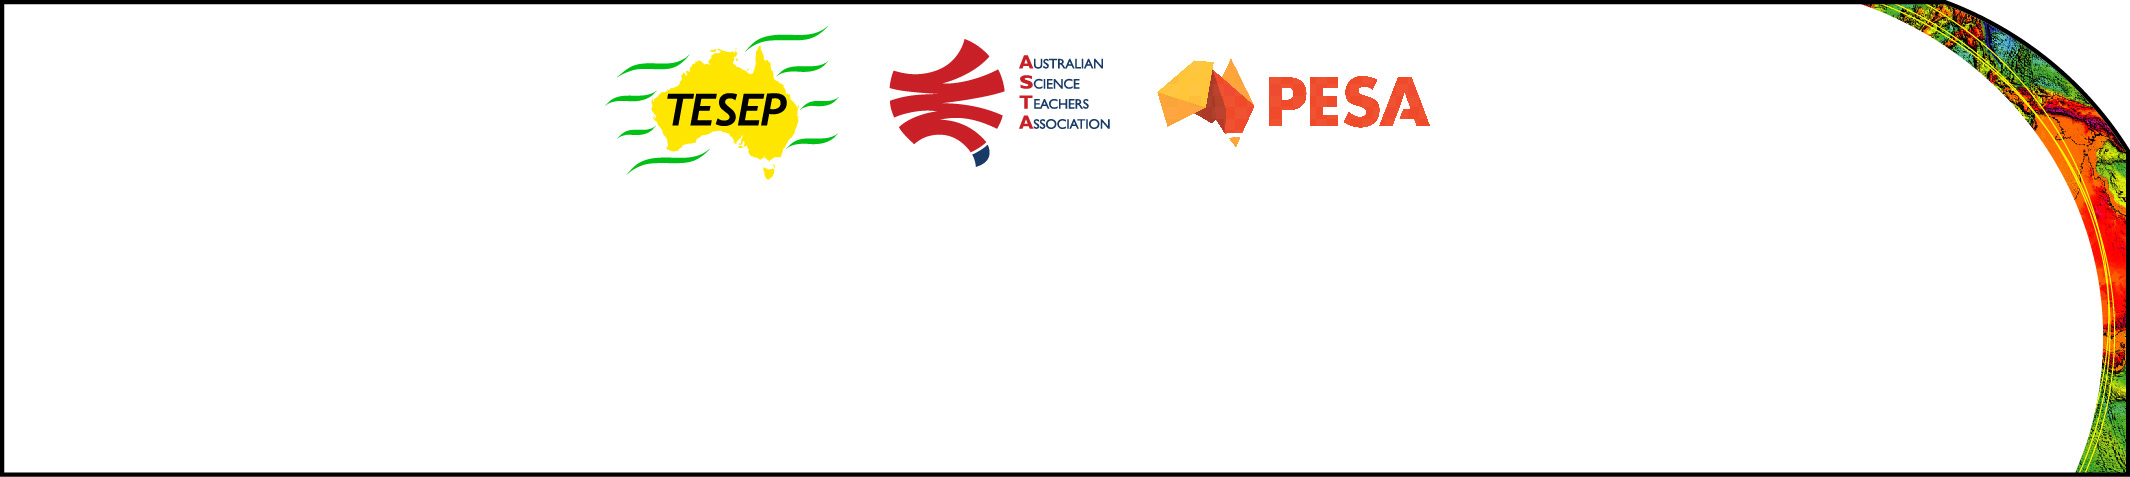 TESEP
AUSTRALIAN
SCIENCE
TEACHERS
ASSOCIATION
PESA